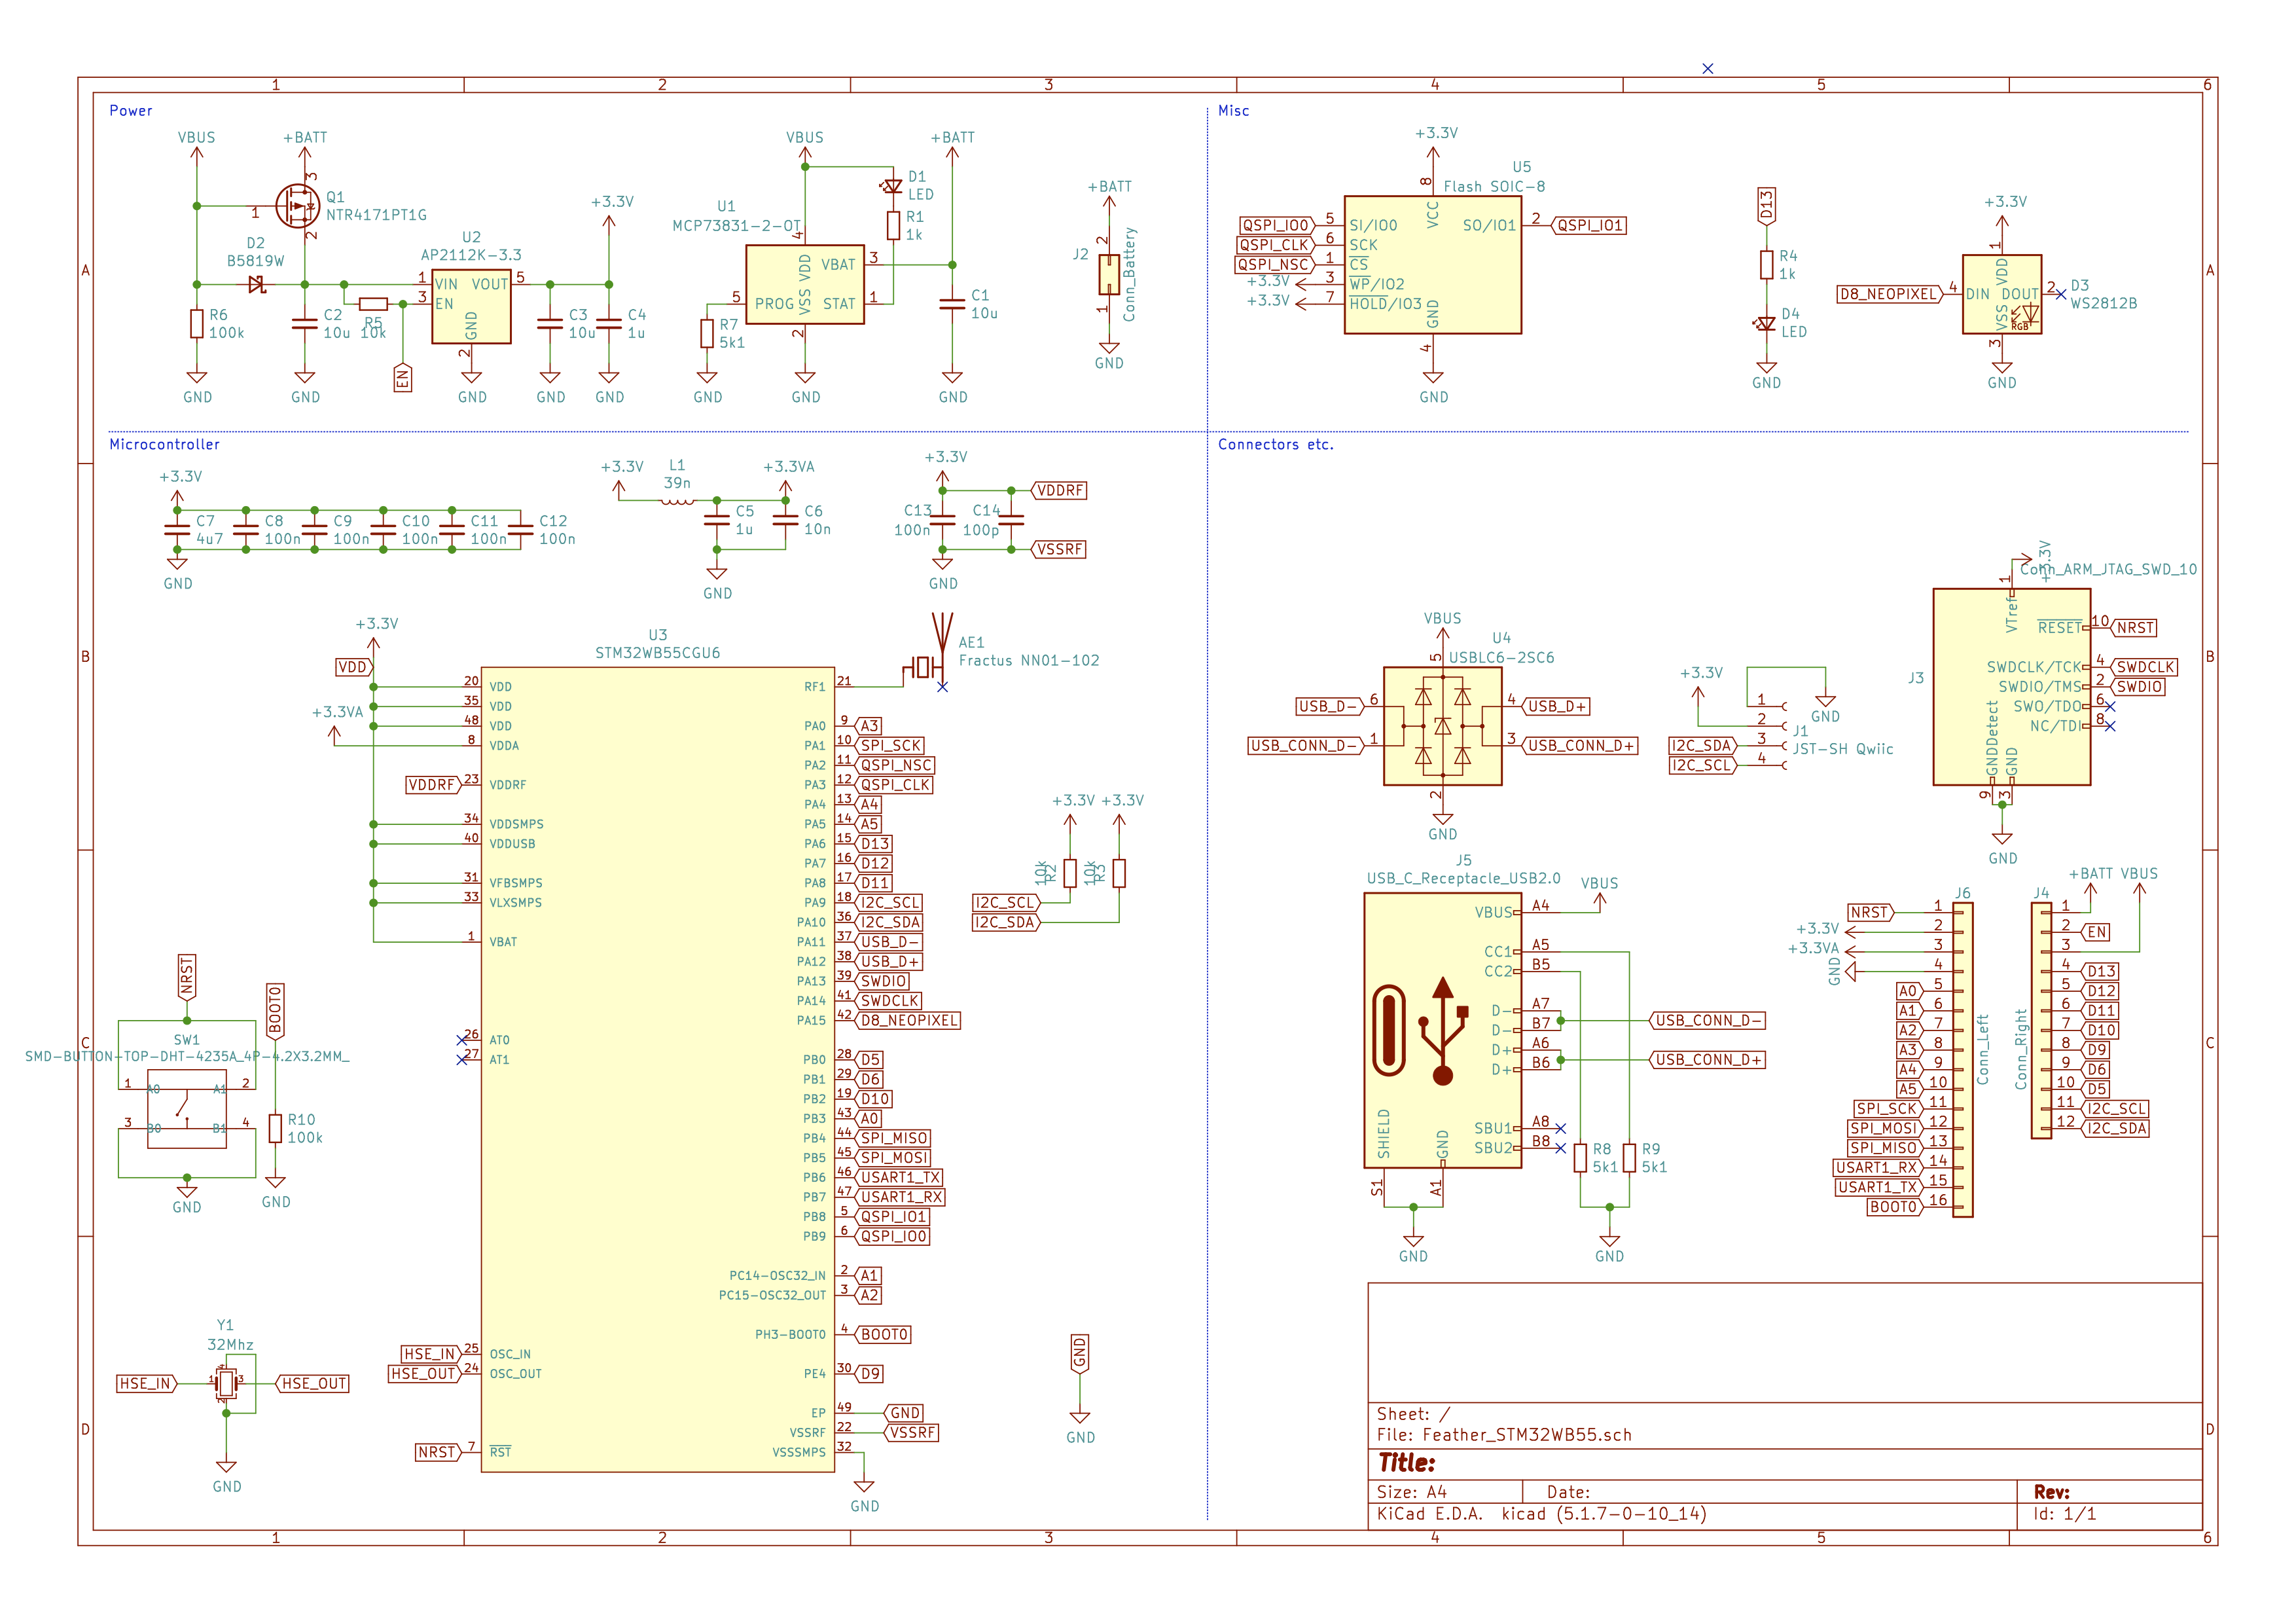 1 2 3 4 5 6
A
B
C
D
Power
VBUS
+BATT
Q1
NTR4171PT1G
1
3
2
D2
B5819W
R6
100k
GND
C2
10u
GND
R5
10k
EN
U2
AP2112K-3.3
1 VIN VOUT 5
3 EN
GND
2
GND
+3.3V
C3
10u
GND
C4
1u
GND
VBUS
U1
MCP73831-2-OT
D1
LED
R1
1k
4
VDD
VSS
VBAT 3
5 PROG STAT 1
2
R7
5k1
GND
GND
+BATT
C1
10u
GND
+BATT
J2
Conn_Battery
2
1
GND
Misc
+3.3V
U5
Flash SOIC-8
8
VCC
QSPI_IO0 5 SI/IO0 SO/IO1 2 QSPI_IO1
QSPI_CLK 6 SCK
QSPI_NSC 1 CS
+3.3V 3 WP/IO2
+3.3V 7 HOLD/IO3
GND
4
GND
D13
R4
1k
D4
LED
GND
+3.3V
1
VDD
D8_NEOPIXEL 4 DIN DOUT 2
VSS
RGB
3
D3
WS2812B
GND
Microcontroller
+3.3V
C7
4u7
C8
100n
C9
100n
C10
100n
C11
100n
C12
100n
GND
+3.3V
L1
39n
+3.3VA
C5
1u
C6
10n
GND
+3.3V
VDDRF
C13
100n
C14
100p
VSSRF
GND
+3.3V
VDD
+3.3VA
VDDRF
U3
STM32WB55CGU6
AE1
Fractus NN01-102
20 VDD
35 VDD
48 VDD
8 VDDA
23 VDDRF
34 VDDSMPS
40 VDDUSB
31 VFBSMPS
33 VLXSMPS
1 VBAT
26 AT0
27 AT1
HSE_IN 25 OSC_IN
HSE_OUT 24 OSC_OUT
NRST 7 RST
RF1 21
PA0 9 A3
PA1 10 SPI_SCK
PA2 11 QSPI_NSC
PA3 12 QSPI_CLK
PA4 13 A4
PA5 14 A5
PA6 15 D13
PA7 16 D12
PA8 17 D11
PA9 18 I2C_SCL
PA10 36 I2C_SDA
PA11 37 USB_D-
PA12 38 USB_D+
PA13 39 SWDIO
PA14 41 SWDCLK
PA15 42 D8_NEOPIXEL
PB0 28 D5
PB1 29 D6
PB2 19 D10
PB3 43 A0
PB4 44 SPI_MISO
PB5 45 SPI_MOSI
PB6 46 USART1_TX
PB7 47 USART1_RX
PB8 5 QSPI_IO1
PB9 6 QSPI_IO0
PC14-OSC32_IN 2 A1
PC15-OSC32_OUT 3 A2
PH3-BOOT0 4 BOOT0
PE4 30 D9
EP 49 GND
VSSRF 22 VSSRF
VSSSMPS 32
GND
+3.3V +3.3V
10k
R2
10k
R3
I2C_SCL
I2C_SDA
NRST
BOOT0
SW1
SMD-BUTTON-TOP-DHT-4235A_4P-4.2X3.2MM_
1 A0 A1 2
3 B0 B1 4
GND
R10
100k
GND
Y1
32Mhz
HSE_IN 1 3 HSE_OUT
4
2
GND
GND
GND
Connectors etc.
VBUS
U4
USBLC6-2SC6
5
USB_D- 6 4 USB_D+
USB_CONN_D- 1 3 USB_CONN_D+
2
GND
+3.3V
GND
1
2
I2C_SDA 3
I2C_SCL 4
J1
JST-SH Qwiic
+3.3V
Conn_ARM_JTAG_SWD_10
J3
1
VTref
RESET 10 NRST
SWDCLK/TCK 4 SWDCLK
SWDIO/TMS 2 SWDIO
SWO/TDO 6
NC/TDI 8
GNDDetect
GND
9
3
GND
J5
USB_C_Receptacle_USB2.0
VBUS A4 VBUS
CC1 A5
CC2 B5
D- A7
D- B7 USB_CONN_D-
D+ A6
D+ B6 USB_CONN_D+
SBU1 A8
SBU2 B8
SHIELD
GND
S1
A1
GND
R8
5k1
R9
5k1
GND
J6
Conn_Left
NRST 1
+3.3V 2
+3.3VA 3
GND 4
A0 5
A1 6
A2 7
A3 8
A4 9
A5 10
SPI_SCK 11
SPI_MOSI 12
SPI_MISO 13
USART1_RX 14
USART1_TX 15
BOOT0 16
+BATT VBUS
J4
Conn_Right
1
2 EN
3
4 D13
5 D12
6 D11
7 D10
8 D9
9 D6
10 D5
11 I2C_SCL
12 I2C_SDA
Sheet: /
File: Feather_STM32WB55.sch
Title:
Size: A4 Date: Rev:
KiCad E.D.A. kicad (5.1.7-0-10_14) Id: 1/1
A
B
C
D
1 2 3 4 5 6